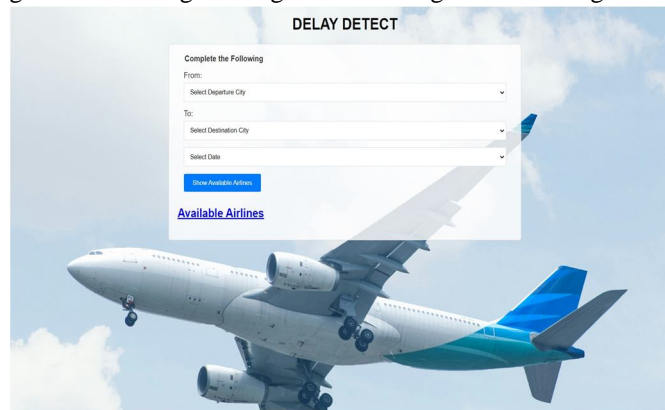 DELAY DETECT
Complete the Following
From:
Select Departure City
To:
Select Destination City
Select Date
Show Available Airlines
Available Airlines